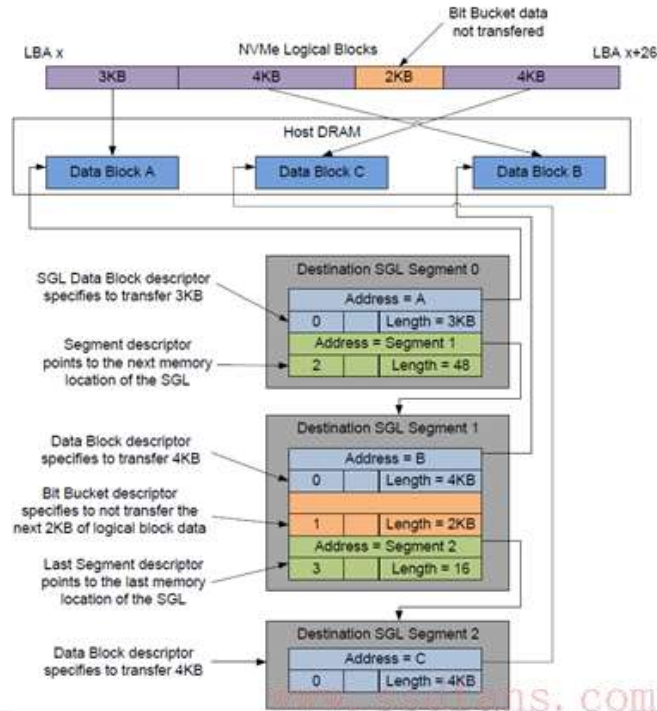 Bit Bucket data
not transfered
LBA x
NVMe Logical Blocks
LBA x+26
3KB
4KB
2KB
4KB
Host DRAM
Data Block A
Data Block C
Data Block B
Destination SGL Segment 0
SGL Data Block descriptor
specifies to transfer 3KB
Address = A
0
Length = 3KB
Segment descriptor
points to the next memory
location of the SGL
Address = Segment 1
2
Length = 48
Destination SGL Segment 1
Data Block descriptor
specifies to transfer 4KB
Address = B
0
Length = 4KB
Bit Bucket descriptor
specifies to not transfer the
next 2KB of logical block data
1
Length = 2KB
Address = Segment 2
Last Segment descriptor
points to the last memory
location of the SGL
3
Length = 16
Destination SGL Segment 2
Data Block descriptor
specifies to transfer 4KB
Address = C
0
Length = 4KB